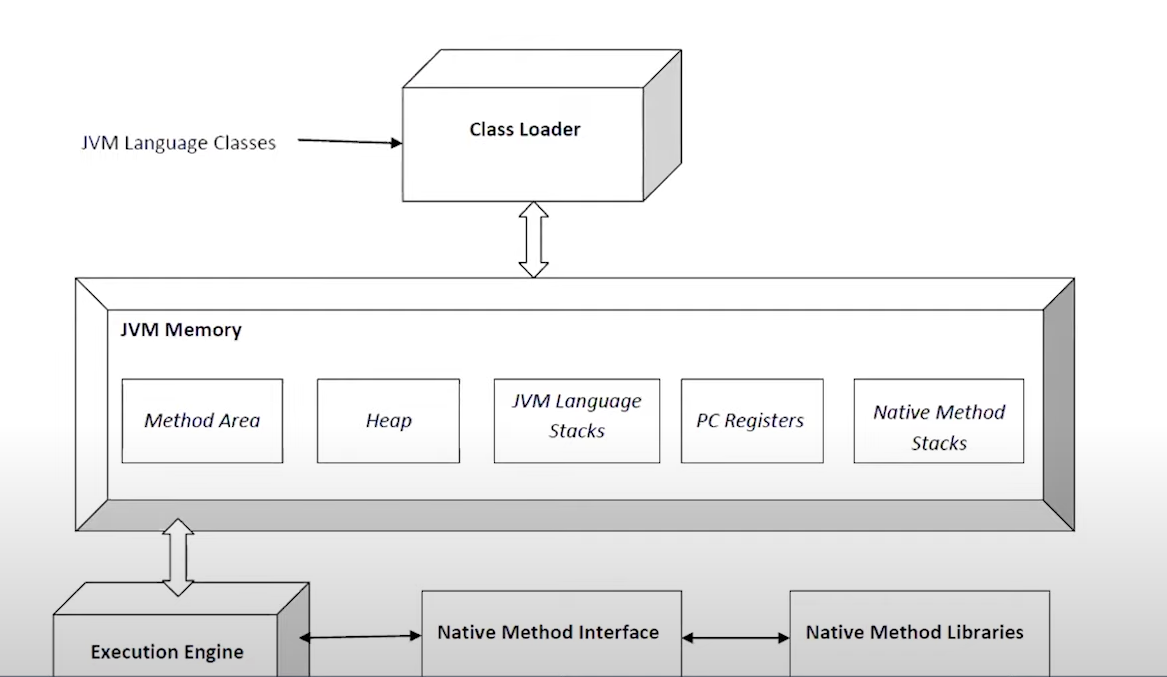 Class Loader
JVM Language Classes
JVM Memory
Method Area
Heap
JVM Language
Stacks
PC Registers
Native Method
Stacks
Execution Engine
Native Method Interface
Native Method Libraries